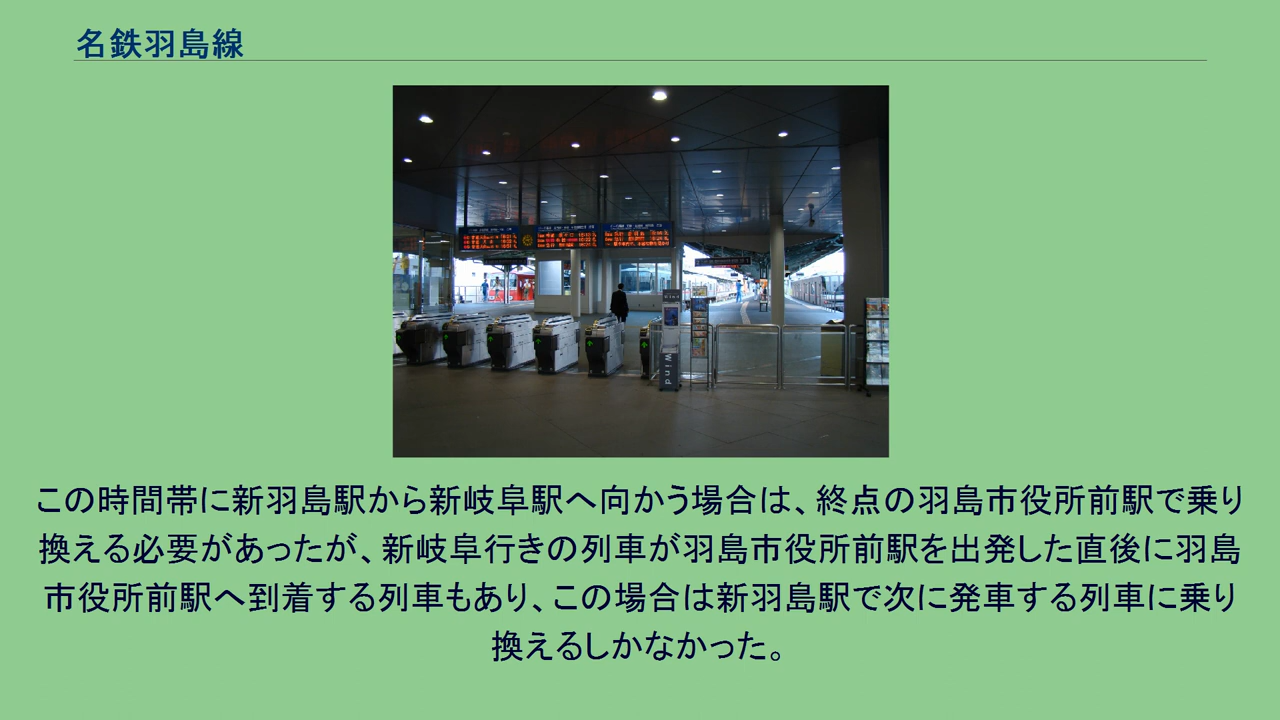 名鉄羽島線
Wind
この時間帯に新羽島駅から新岐阜駅へ向かう場合は、終点の羽島市役所前駅で乗り
換える必要があったが、新岐阜行きの列車が羽島市役所前駅を出発した直後に羽島
市役所前駅へ到着する列車もあり、この場合は新羽島駅で次に発車する列車に乗り
換えるしかなかった。